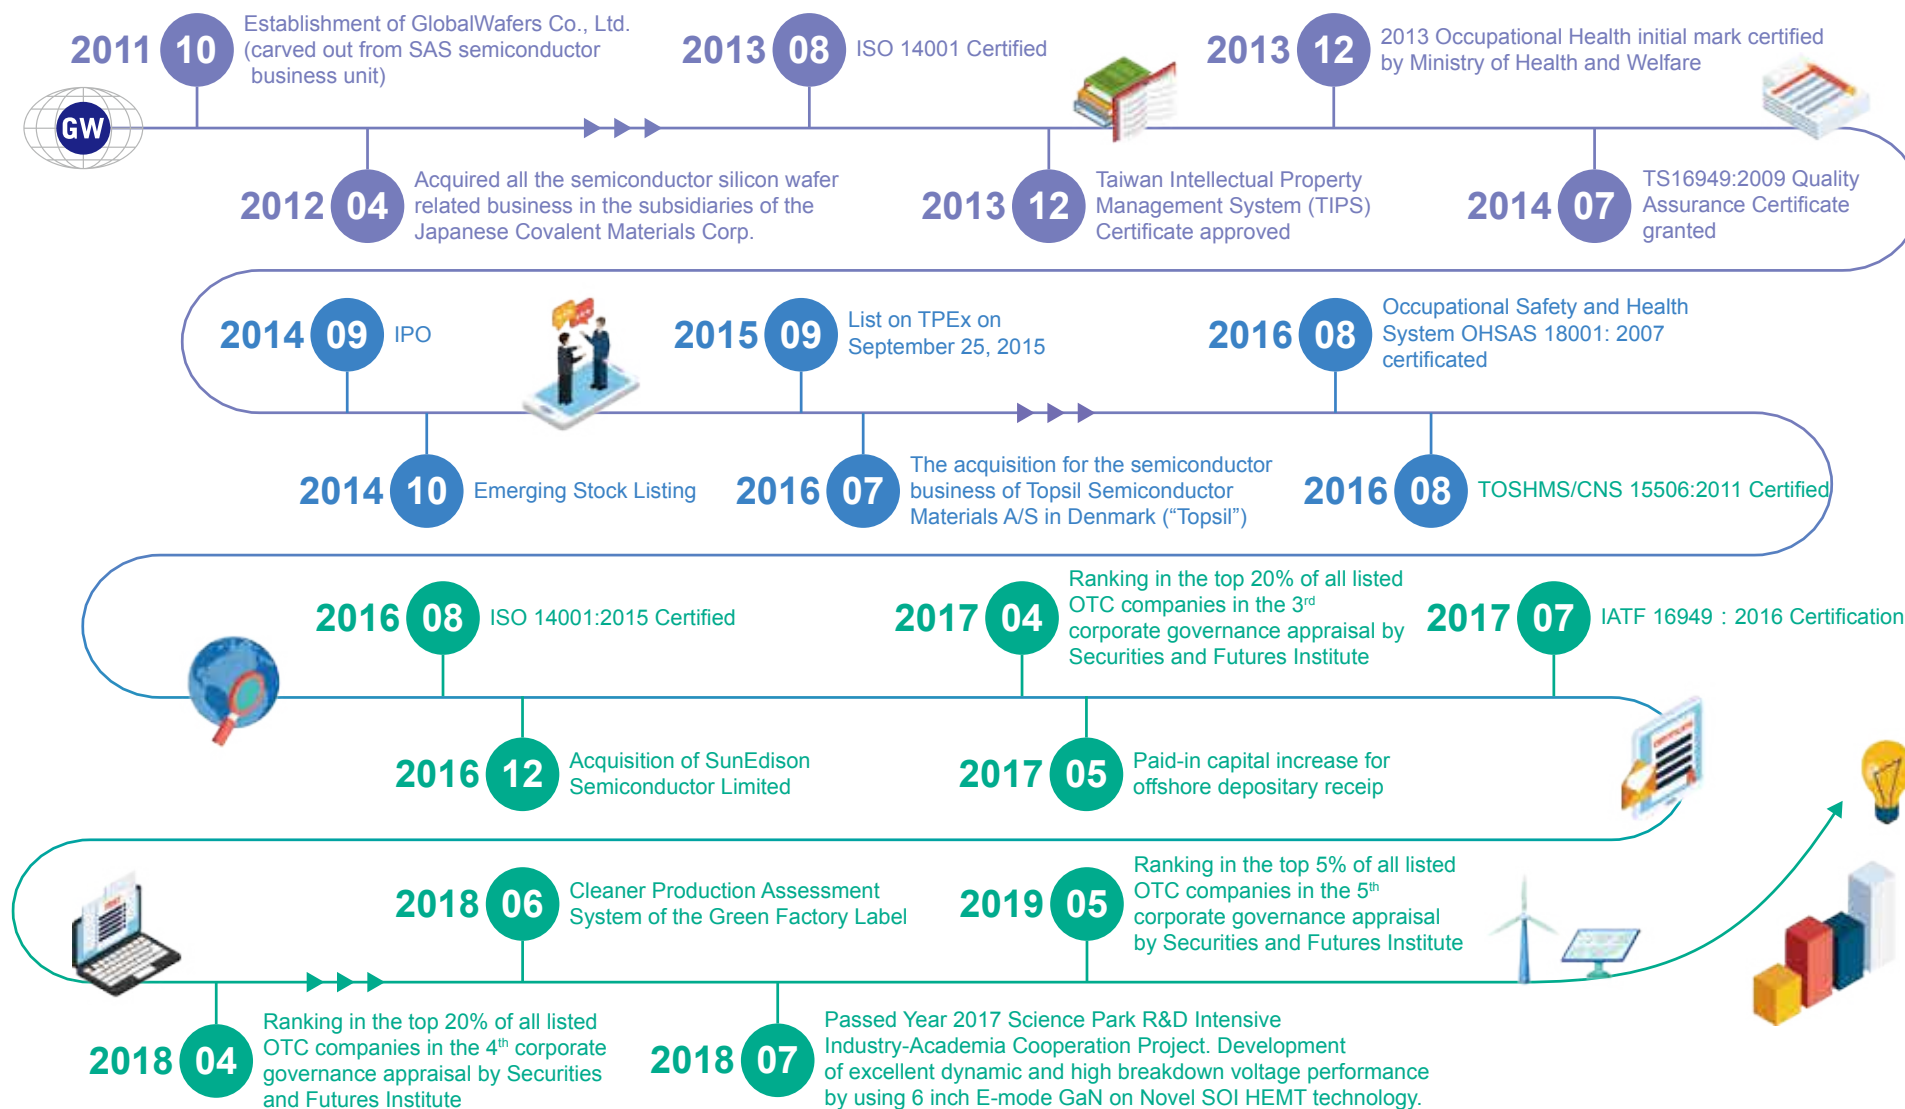 2011 10 Establishment of GlobalWafers Co., Ltd.
(carved out from SAS semiconductor
business unit)
2013 08 ISO 14001 Certified
2013 12 2013 Occupational Health initial mark certified
by Ministry of Health and Welfare
GW
2012 04 Acquired all the semiconductor silicon wafer
related business in the subsidiaries of the
Japanese Covalent Materials Corp.
2013 12 Taiwan Intellectual Property
Management System (TIPS)
Certificate approved
2014 07 TS16949:2009 Quality
Assurance Certificate
granted
2014 09 IPO
2015 09 List on TPEx on
September 25, 2015
2016 08 Occupational Safety and Health
System OHSAS 18001: 2007
certificated
2014 10 Emerging Stock Listing
2016 07 The acquisition for the semiconductor
business of Topsil Semiconductor
Materials A/S in Denmark (“Topsil”)
2016 08 TOSHMS/CNS 15506:2011 Certified
2016 08 ISO 14001:2015 Certified
2017 04 Ranking in the top 20% of all listed
OTC companies in the 3rd
corporate governance appraisal by
Securities and Futures Institute
2017 07 IATF 16949：2016 Certification
2016 12 Acquisition of SunEdison
Semiconductor Limited
2017 05 Paid-in capital increase for
offshore depositary receip
2018 06 Cleaner Production Assessment
System of the Green Factory Label
2019 05 Ranking in the top 5% of all listed
OTC companies in the 5th
corporate governance appraisal
by Securities and Futures Institute
2018 04 Ranking in the top 20% of all listed
OTC companies in the 4th corporate
governance appraisal by Securities
and Futures Institute
2018 07 Passed Year 2017 Science Park R&D Intensive
Industry-Academia Cooperation Project. Development
of excellent dynamic and high breakdown voltage performance
by using 6 inch E-mode GaN on Novel SOI HEMT technology.